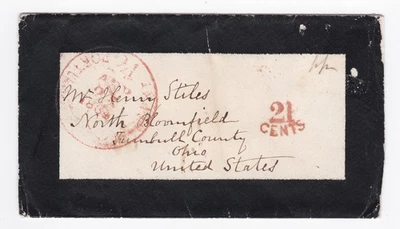 Mr Henry Stiles
North Bloomfield
Trumbull County
Ohio
United States
21
CENTS